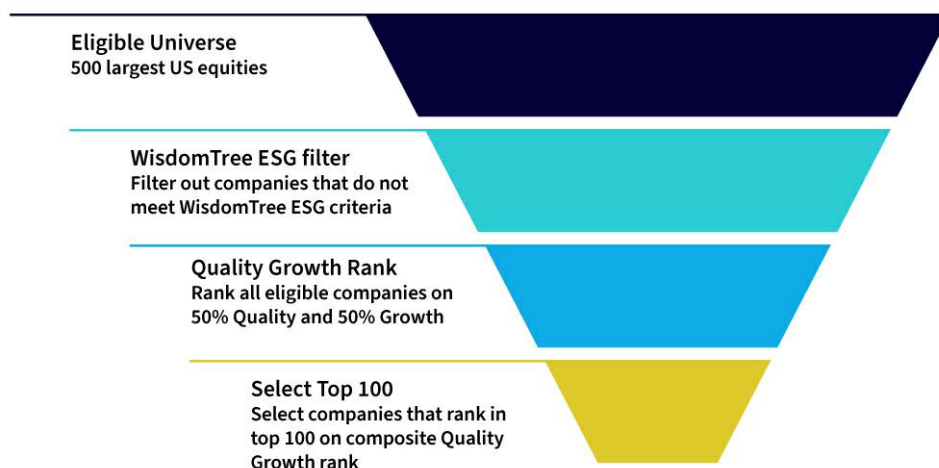 Eligible Universe
500 largest US equities
WisdomTree ESG filter
Filter out companies that do not
meet WisdomTree ESG criteria
Quality Growth Rank
Rank all eligible companies on
50% Quality and 50% Growth
Select Top 100
Select companies that rank in
top 100 on composite Quality
Growth rank